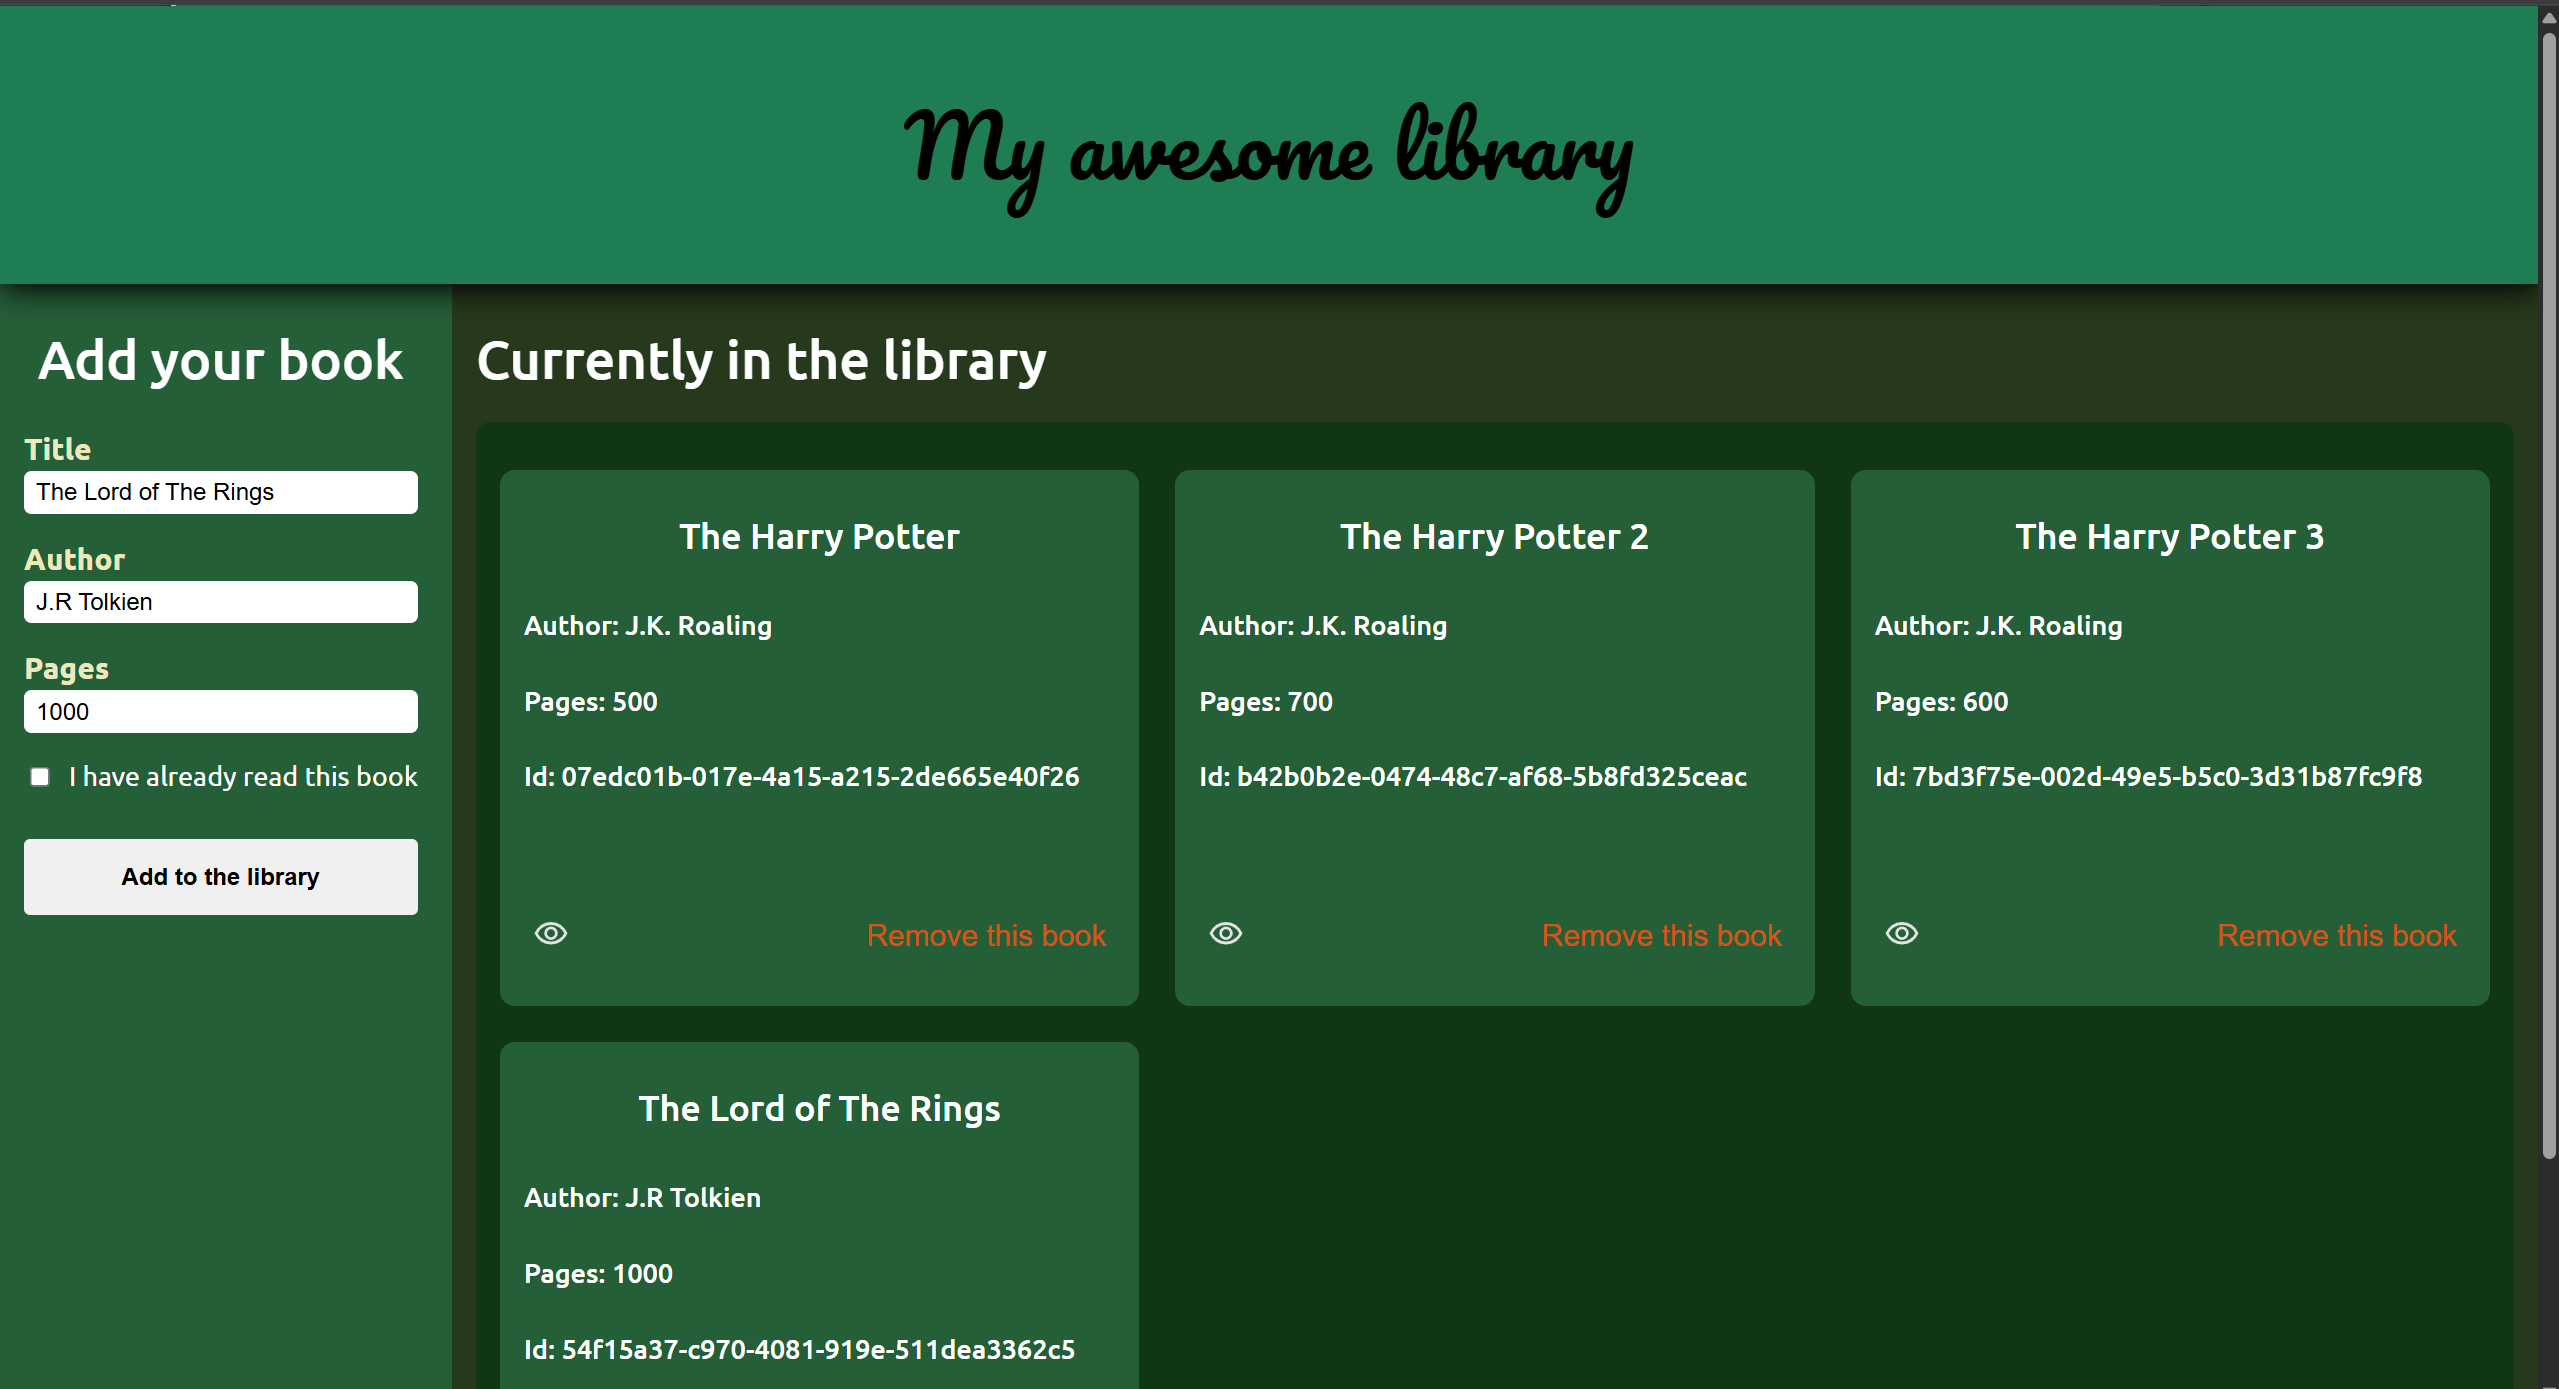 My awesome library
Add your book
Title
The Lord of The Rings
Author
J.R Tolkien
Pages
1000
I have already read this book
Add to the library
Currently in the library
The Harry Potter
Author: J.K. Roaling
Pages: 500
Id: 07edc01b-017e-4a15-a215-2de665e40f26
Remove this book
The Harry Potter 2
Author: J.K. Roaling
Pages: 700
Id: b42b0b2e-0474-48c7-af68-5b8fd325ceac
Remove this book
The Harry Potter 3
Author: J.K. Roaling
Pages: 600
Id: 7bd3f75e-002d-49e5-b5c0-3d31b87fc9f8
Remove this book
The Lord of The Rings
Author: J.R Tolkien
Pages: 1000
Id: 54f15a37-c970-4081-919e-511dea3362c5